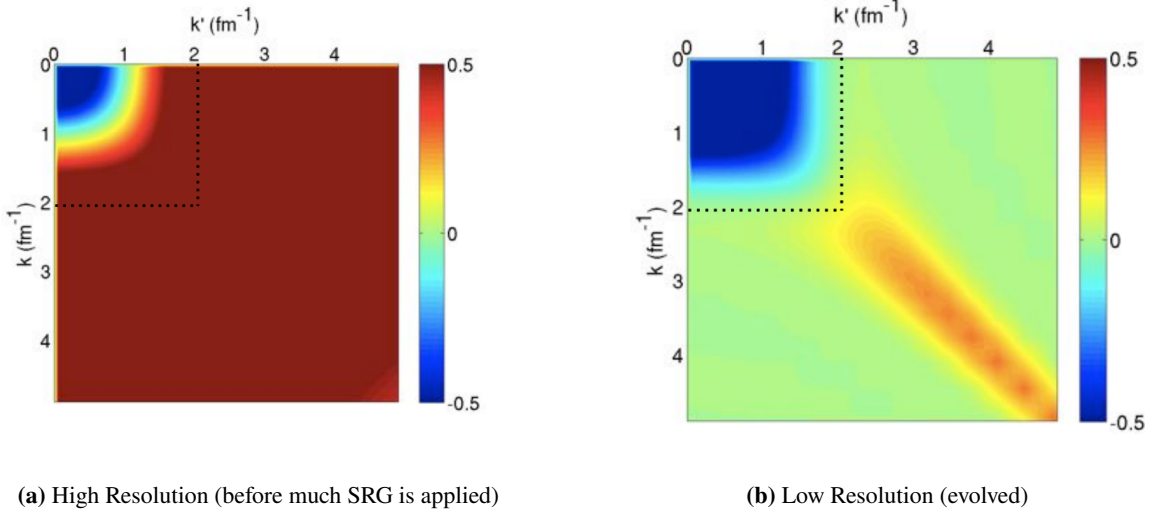 k' (fm⁻¹)
0 1 2 3 4
0
1
2
3
4
k (fm⁻¹)
0.5
0
-0.5
(a) High Resolution (before much SRG is applied)
k' (fm⁻¹)
0 1 2 3 4
0
1
2
3
4
k (fm⁻¹)
0.5
0
-0.5
(b) Low Resolution (evolved)